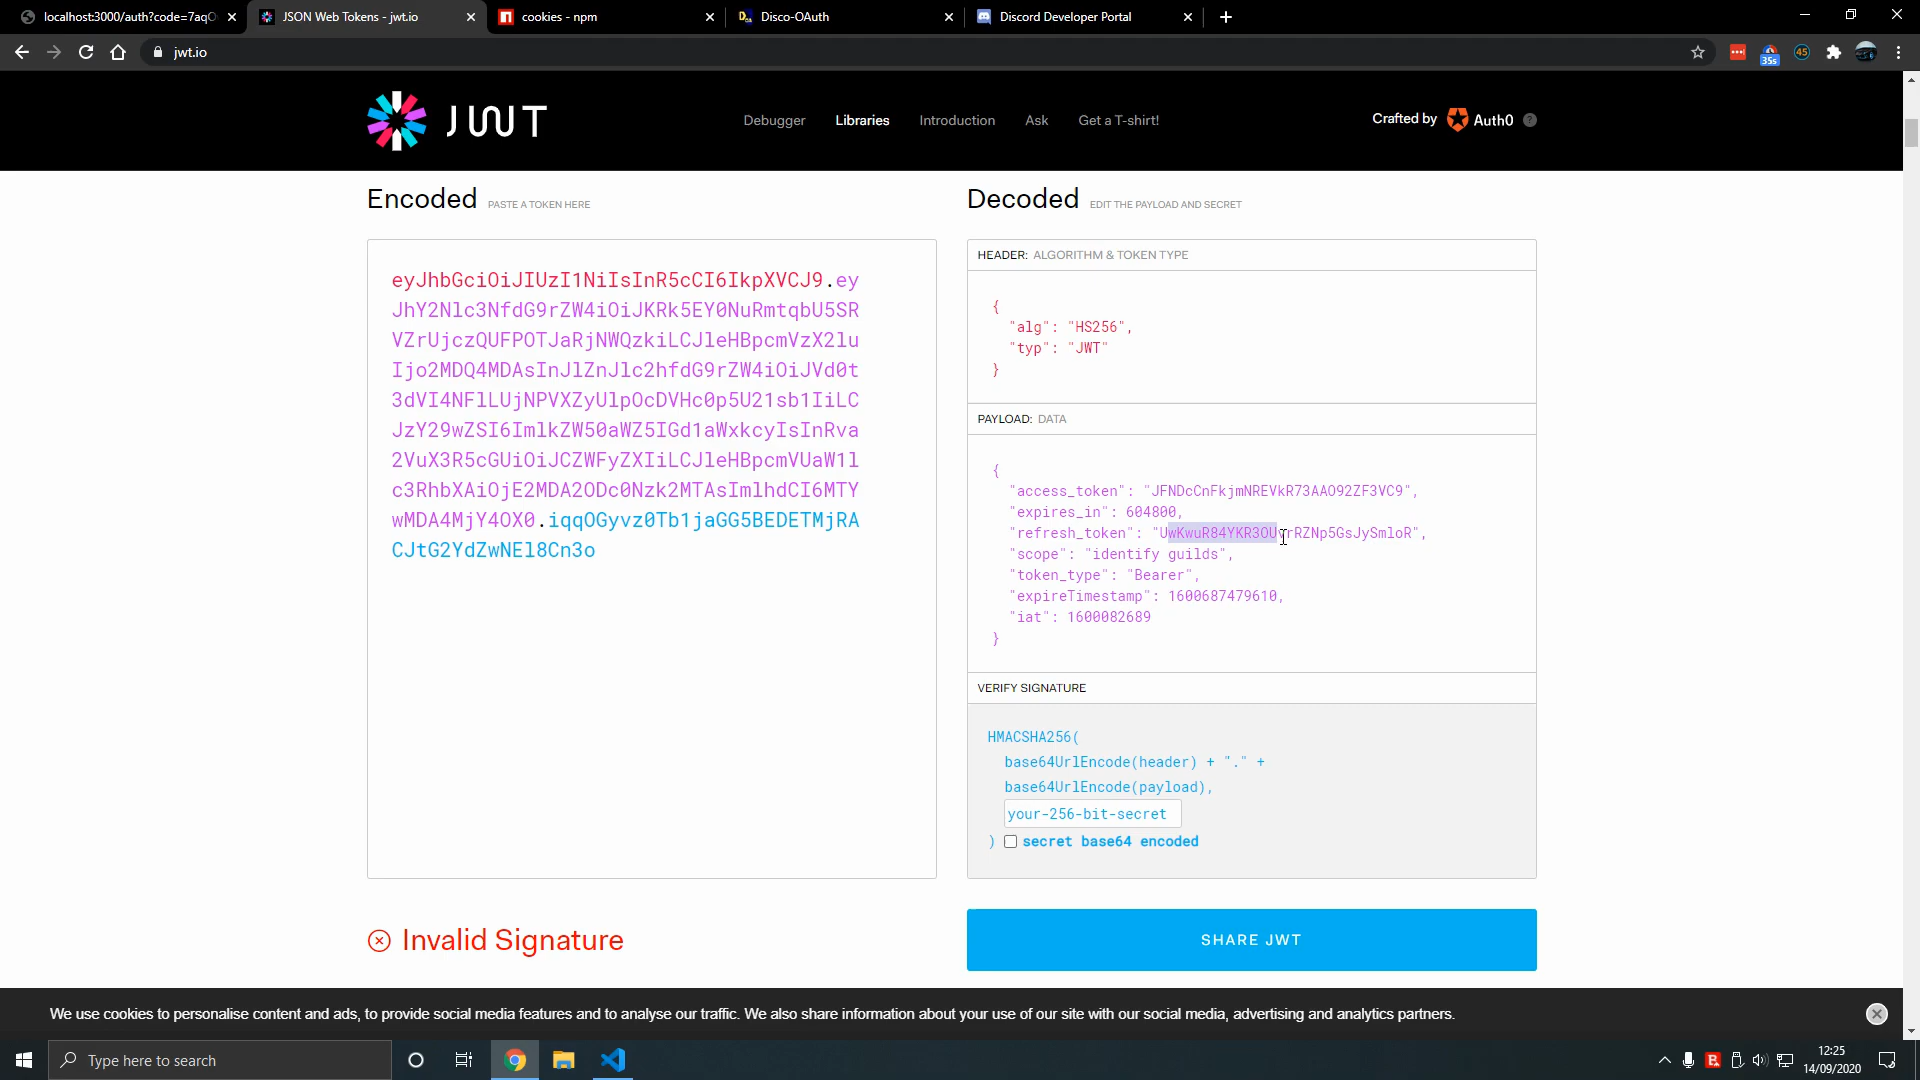 localhost:3000/auth?code=7aqO
JSON Web Tokens - jwt.io
cookies - npm
Disco-OAuth
Discord Developer Portal
jwt.io
35s
45
JWT
Debugger
Libraries
Introduction
Ask
Get a T-shirt!
Crafted by
Auth0
?
Encoded PASTE A TOKEN HERE
eyJhbGciOiJIUzI1NiIsInR5cCI6IkpXVCJ9.ey
JhY2Nlc3NfdG9rZW4iOiJKRk5EY0NuRmtqbU5SR
VZrUjczQUFPOTJaRjNWQzkiLCJleHBpcmVzX2lu
Ijo2MDQ4MDAsInJlZnJlc2hfdG9rZW4iOiJVd0t
3dVI4NFlLUjNPVXZyUlpOcDVHc0p5U21sb1IiLC
JzY29wZSI6ImlkZW50aWZ5IGd1aWxkcyIsInRva
2VuX3R5cGUiOiJCZWFyZXIiLCJleHBpcmVUaW1l
c3RhbXAiOjE2MDA2ODc0Nzk2MTAsImlhdCI6MTY
wMDA4MjY4OX0.iqqOGyvz0Tb1jaGG5BEDETMjRA
CJtG2YdZwNEl8Cn3o
Decoded EDIT THE PAYLOAD AND SECRET
HEADER: ALGORITHM & TOKEN TYPE
{
"alg": "HS256",
"typ": "JWT"
}
PAYLOAD: DATA
{
"access_token": "JFNDcCnFkjmNREVkR73AAO92ZF3VC9",
"expires_in": 604800,
"refresh_token": "UwKwuR84YKR3OUvrRZNp5GsJySmloR",
"scope": "identify guilds",
"token_type": "Bearer",
"expireTimestamp": 1600687479610,
"iat": 1600082689
}
VERIFY SIGNATURE
HMACSHA256(
base64UrlEncode(header) + "." +
base64UrlEncode(payload),
your-256-bit-secret
) secret base64 encoded
Invalid Signature
SHARE JWT
We use cookies to personalise content and ads, to provide social media features and to analyse our traffic. We also share information about your use of our site with our social media, advertising and analytics partners.
Type here to search
12:25
14/09/2020